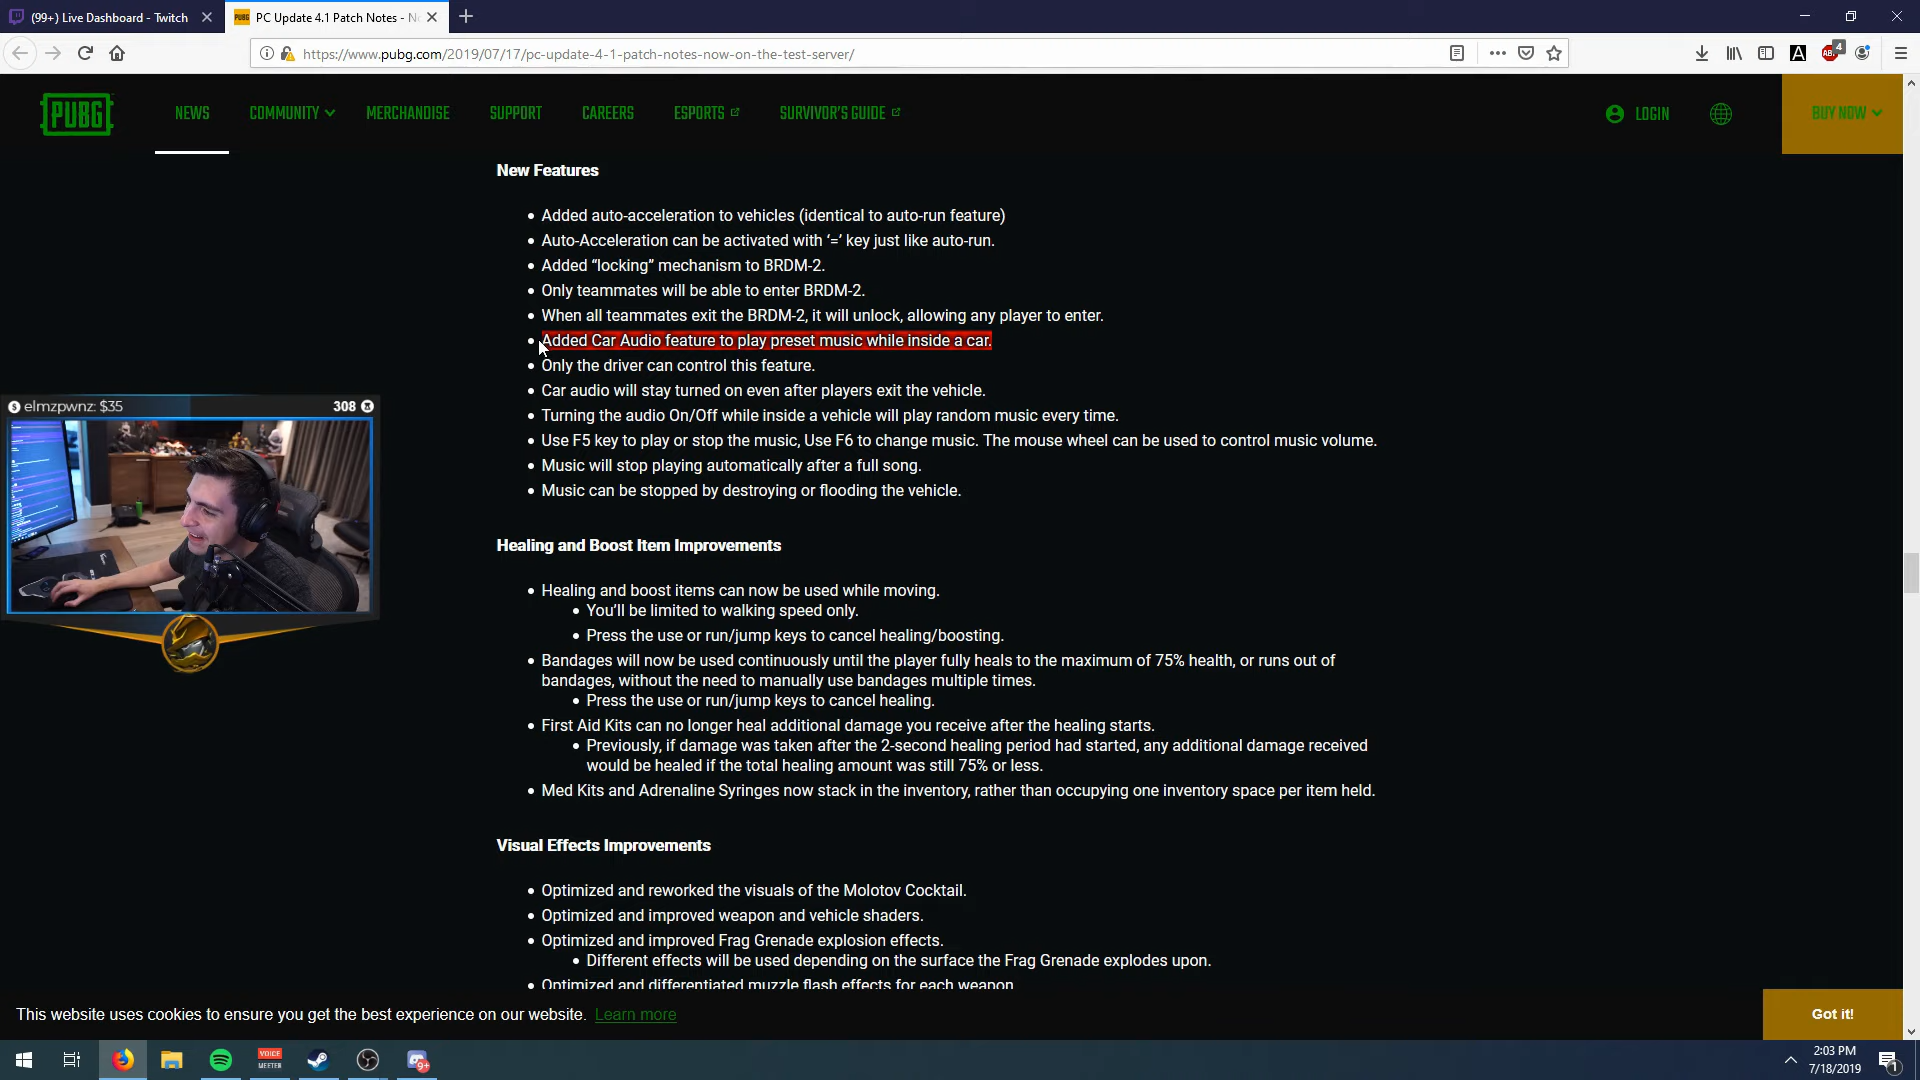 (99+) Live Dashboard - Twitch
PC Update 4.1 Patch Notes - No
https://www.pubg.com/2019/07/17/pc-update-4-1-patch-notes-now-on-the-test-server/
ABP
4
PUBG
NEWS
COMMUNITY
MERCHANDISE
SUPPORT
CAREERS
ESPORTS
SURVIVOR'S GUIDE
LOGIN
BUY NOW
New Features
• Added auto-acceleration to vehicles (identical to auto-run feature)
• Auto-Acceleration can be activated with ‘=’ key just like auto-run.
• Added “locking” mechanism to BRDM-2.
• Only teammates will be able to enter BRDM-2.
• When all teammates exit the BRDM-2, it will unlock, allowing any player to enter.
• Added Car Audio feature to play preset music while inside a car.
• Only the driver can control this feature.
• Car audio will stay turned on even after players exit the vehicle.
• Turning the audio On/Off while inside a vehicle will play random music every time.
• Use F5 key to play or stop the music, Use F6 to change music. The mouse wheel can be used to control music volume.
• Music will stop playing automatically after a full song.
• Music can be stopped by destroying or flooding the vehicle.
elmzpwnz: $35
308
Healing and Boost Item Improvements
• Healing and boost items can now be used while moving.
• You’ll be limited to walking speed only.
• Press the use or run/jump keys to cancel healing/boosting.
• Bandages will now be used continuously until the player fully heals to the maximum of 75% health, or runs out of
bandages, without the need to manually use bandages multiple times.
• Press the use or run/jump keys to cancel healing.
• First Aid Kits can no longer heal additional damage you receive after the healing starts.
• Previously, if damage was taken after the 2-second healing period had started, any additional damage received
would be healed if the total healing amount was still 75% or less.
• Med Kits and Adrenaline Syringes now stack in the inventory, rather than occupying one inventory space per item held.
Visual Effects Improvements
• Optimized and reworked the visuals of the Molotov Cocktail.
• Optimized and improved weapon and vehicle shaders.
• Optimized and improved Frag Grenade explosion effects.
• Different effects will be used depending on the surface the Frag Grenade explodes upon.
• Optimized and differentiated muzzle flash effects for each weapon
This website uses cookies to ensure you get the best experience on our website. Learn more
Got it!
VOICE
MEETER
9+
2:03 PM
7/18/2019
1